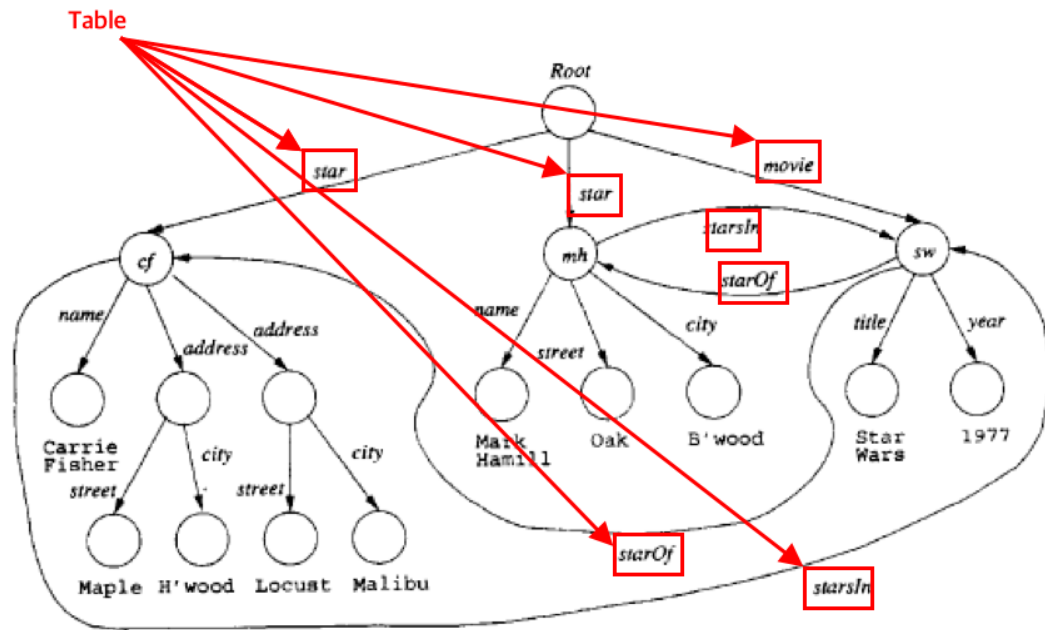 Table
Root
star
star
movie
starsIn
cf
mh
sw
starOf
name
address
address
name
street
city
title
year
Carrie
Fisher
Mark
Hamill
Oak
B'wood
Star
Wars
1977
street
city
street
city
Maple
H'wood
Locust
Malibu
starOf
starsIn